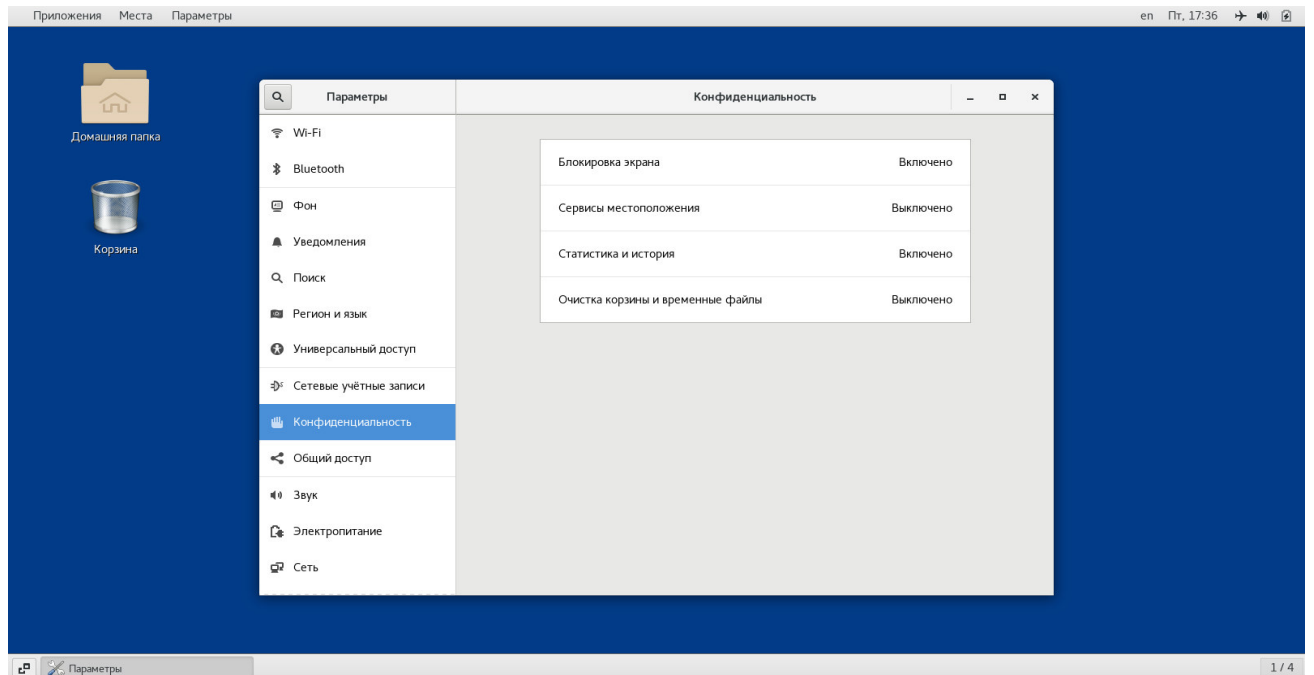 Приложения Места Параметры en Пт, 17:36
Домашняя папка
Корзина
Параметры
Конфиденциальность
Wi-Fi
Bluetooth
Фон
Уведомления
Поиск
Регион и язык
Универсальный доступ
Сетевые учётные записи
Конфиденциальность
Общий доступ
Звук
Электропитание
Сеть
Блокировка экрана Включено
Сервисы местоположения Выключено
Статистика и история Включено
Очистка корзины и временные файлы Выключено
Параметры 1 / 4